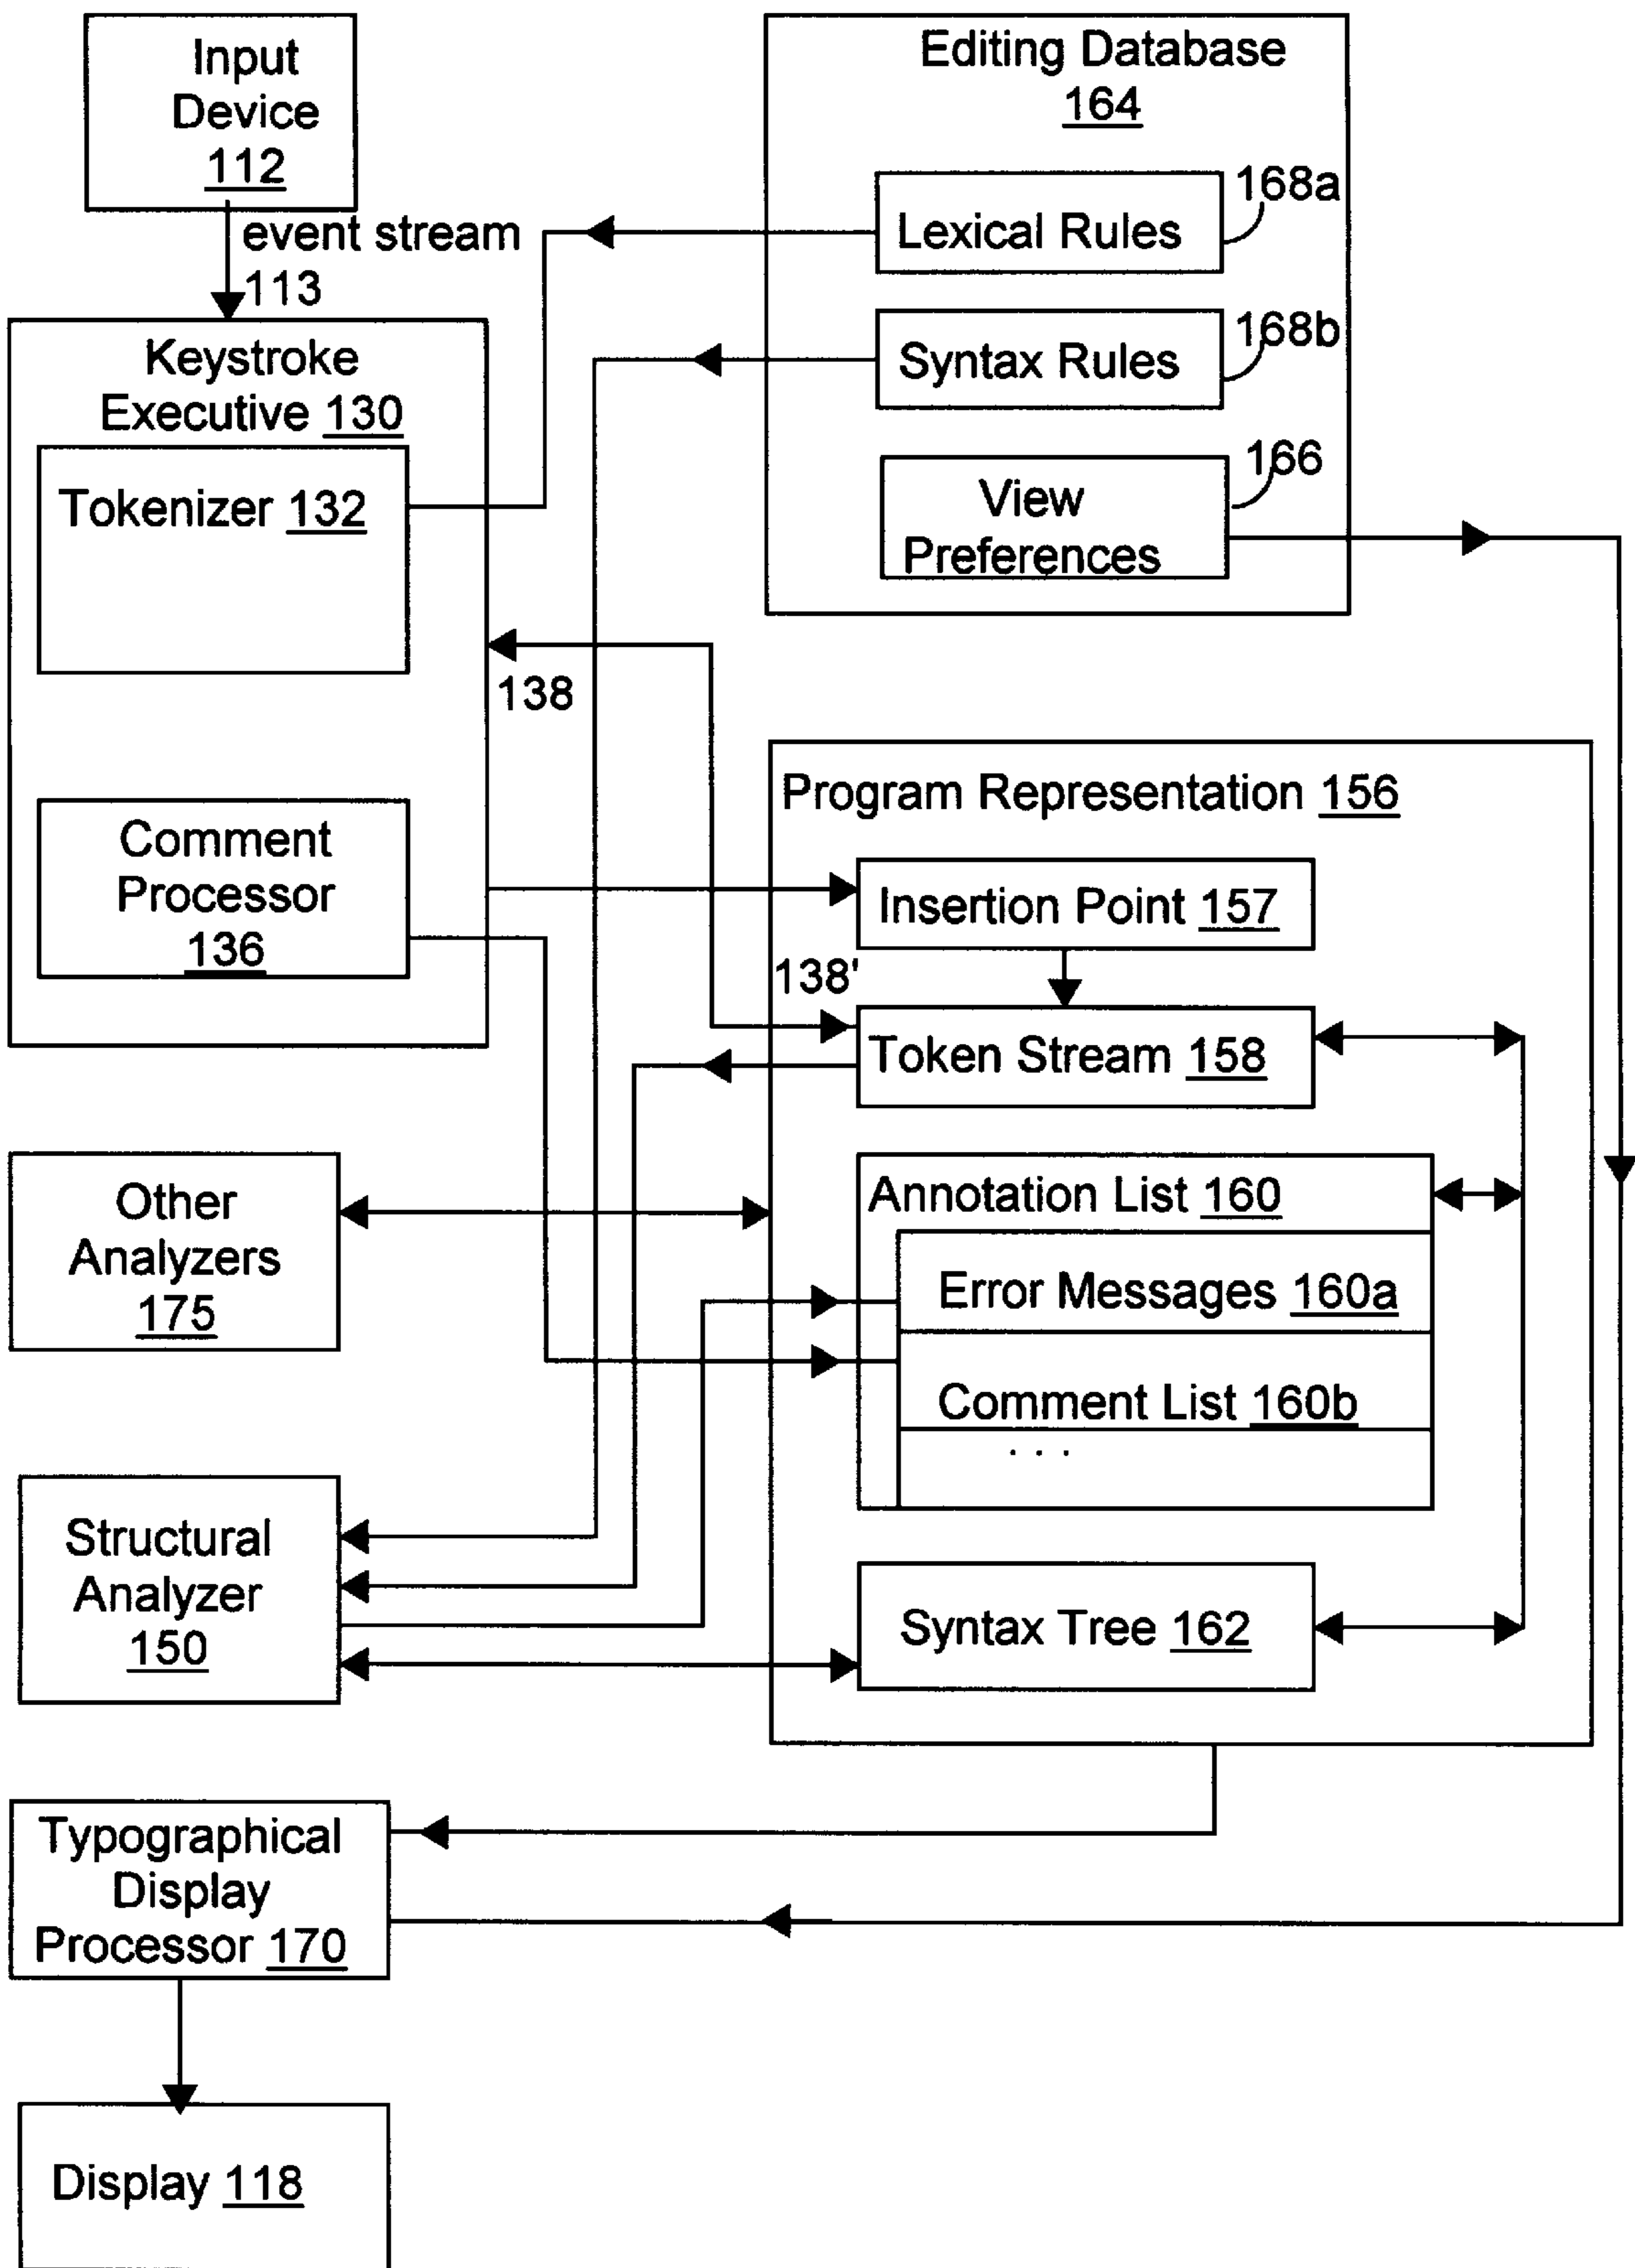 Input
Device
112
event stream
113
Editing Database
164
Lexical Rules
168a
Syntax Rules
168b
View
Preferences
166
Keystroke
Executive 130
Tokenizer 132
138
Comment
Processor
136
Program Representation 156
Insertion Point 157
138'
Token Stream 158
Annotation List 160
Error Messages 160a
Comment List 160b
. . .
Syntax Tree 162
Other
Analyzers
175
Structural
Analyzer
150
Typographical
Display
Processor 170
Display 118